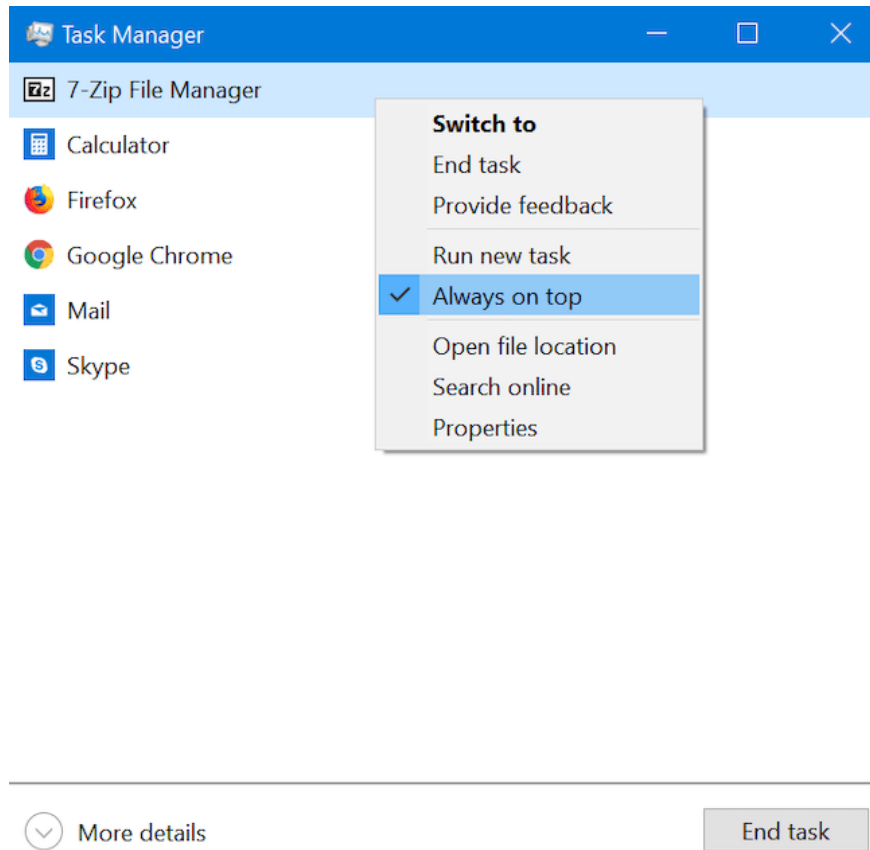 Task Manager
7-Zip File Manager
Calculator
Firefox
Google Chrome
Mail
Skype
Switch to
End task
Provide feedback
Run new task
Always on top
Open file location
Search online
Properties
More details
End task